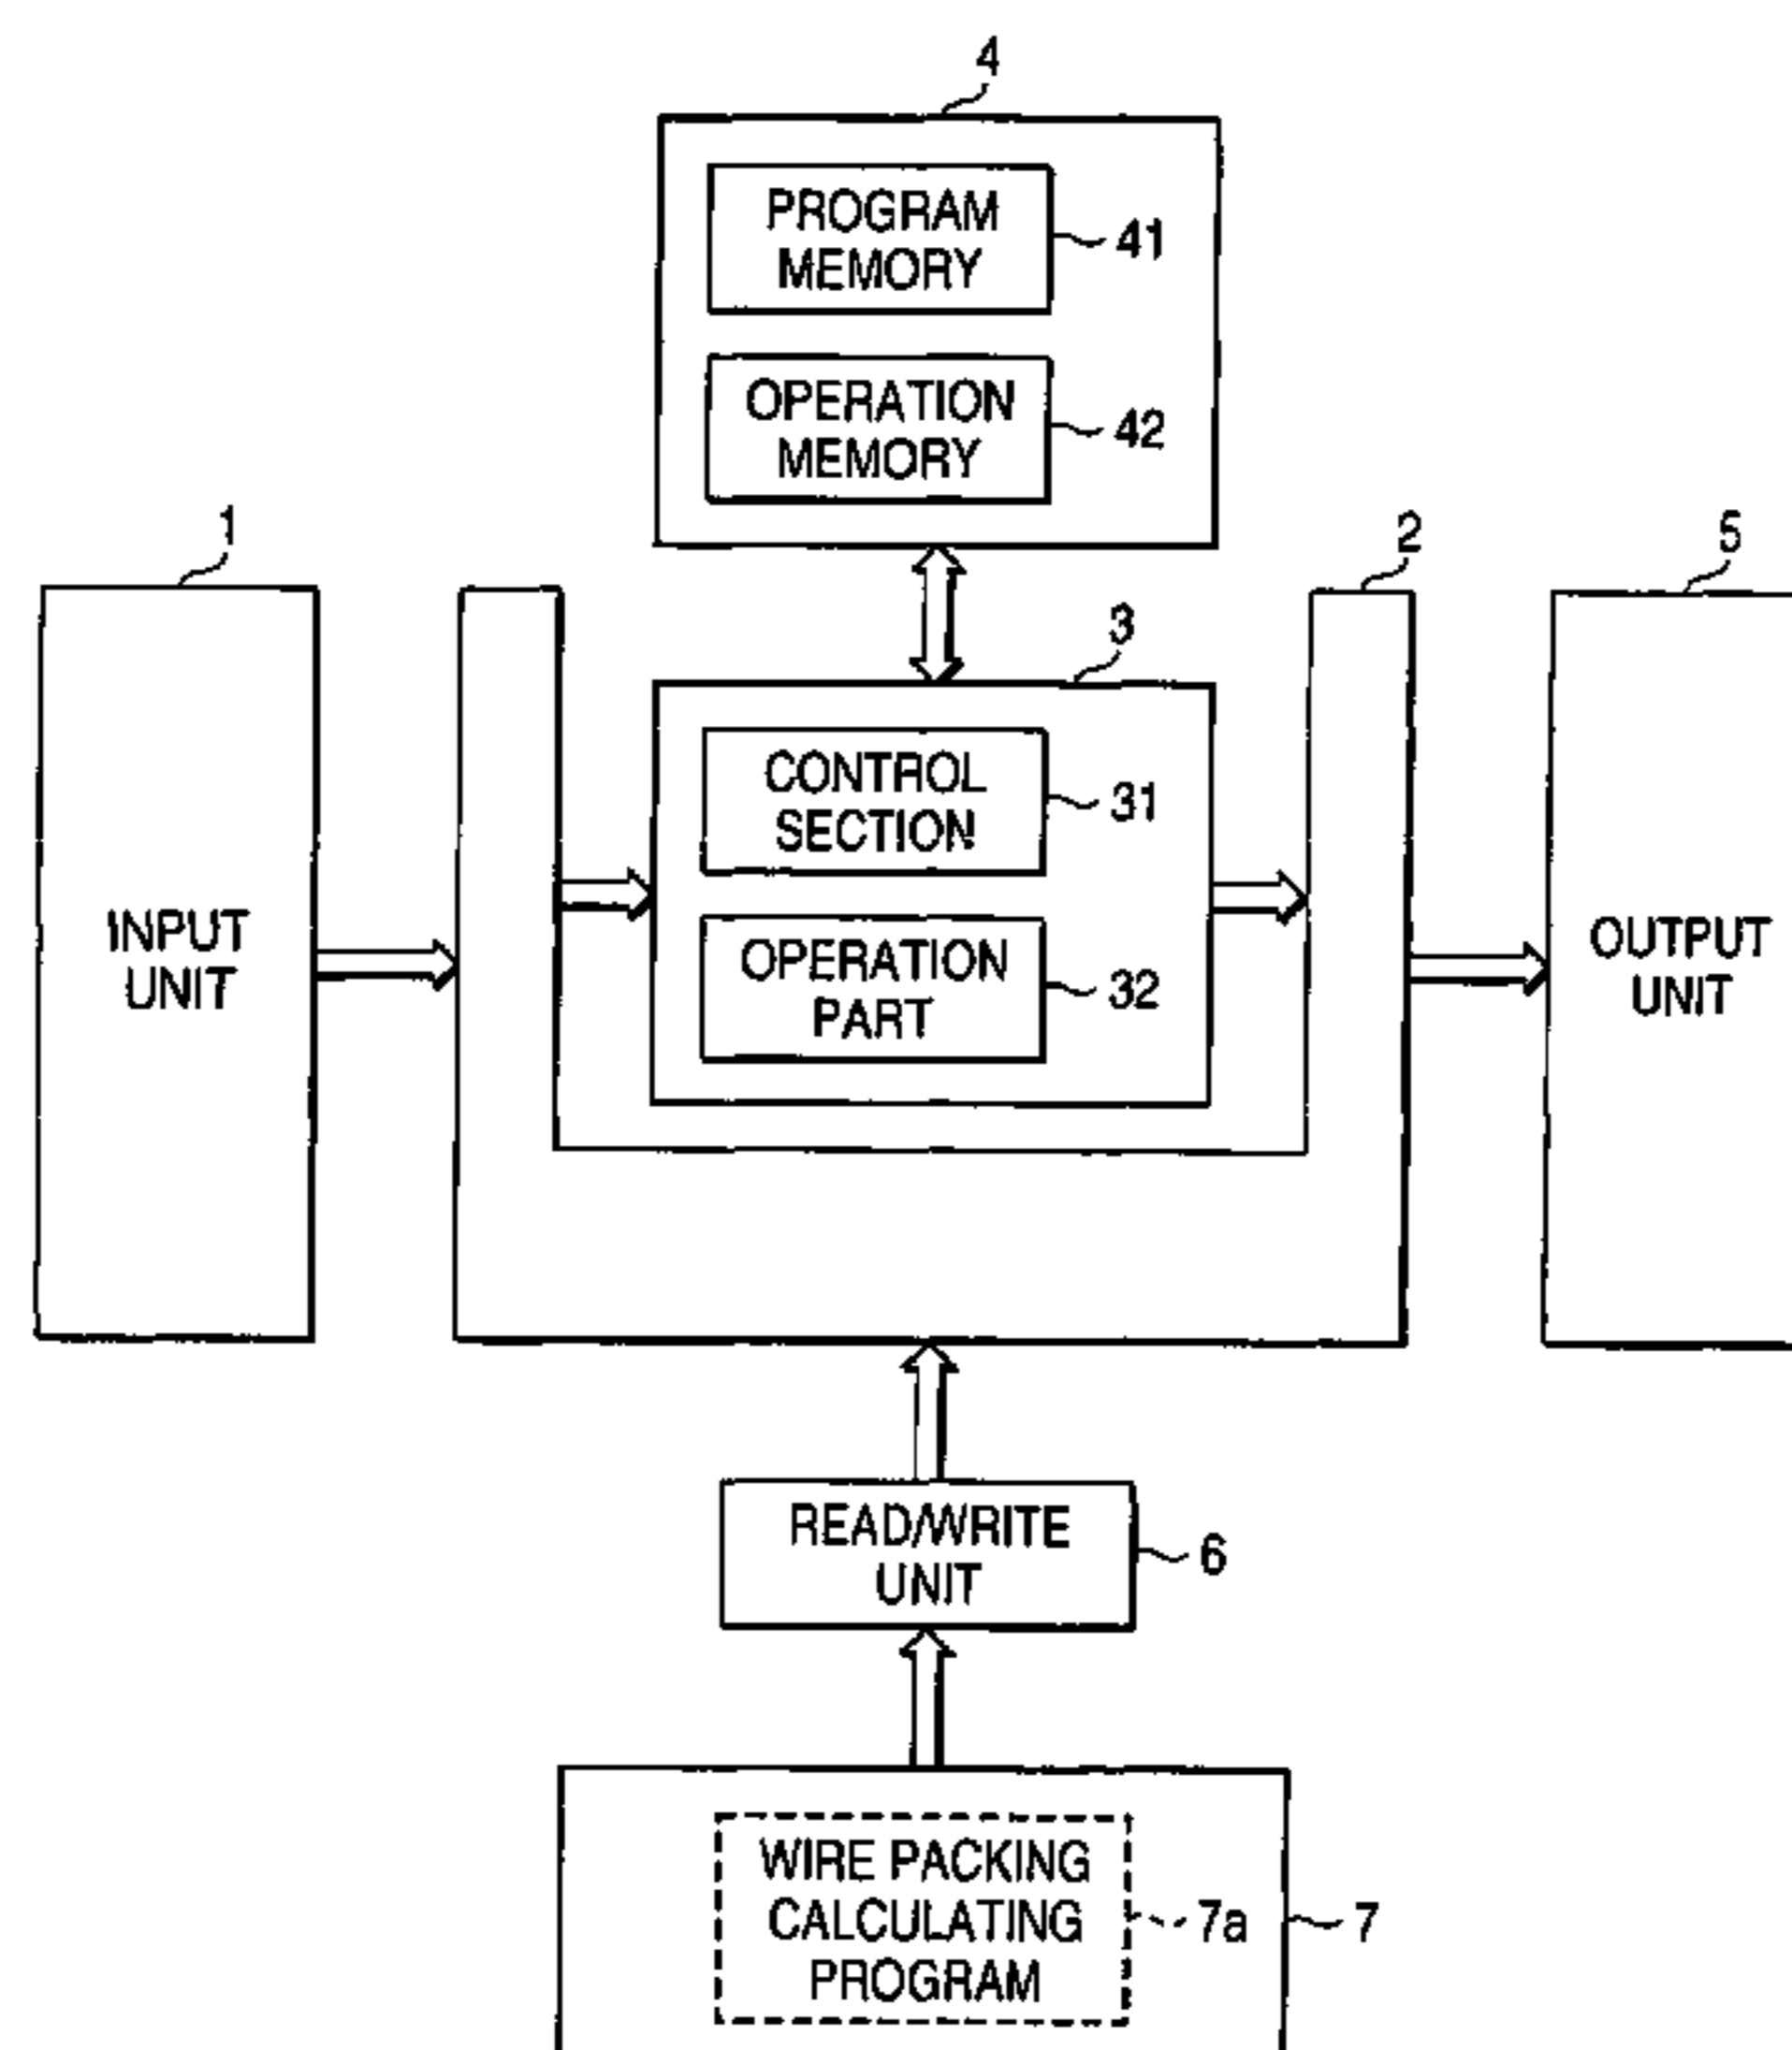 4
PROGRAM
MEMORY
41
OPERATION
MEMORY
42
1
2
5
3
CONTROL
SECTION
31
INPUT
UNIT
OPERATION
PART
32
OUTPUT
UNIT
READ/WRITE
UNIT
6
WIRE PACKING
CALCULATING
PROGRAM
7a
7